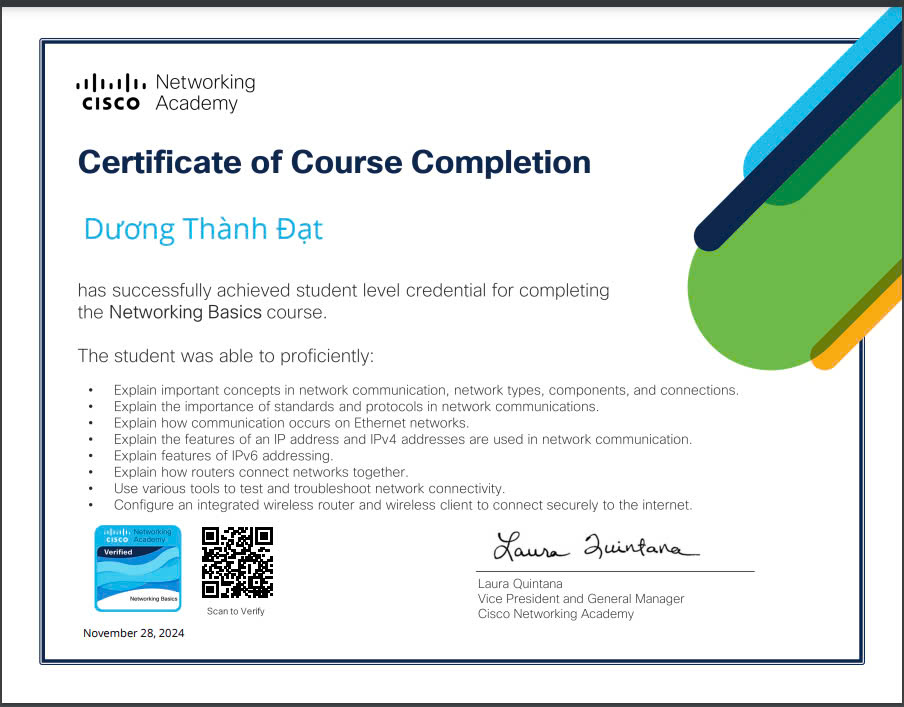 Networking
CISCO Academy
Certificate of Course Completion
Dương Thành Đạt
has successfully achieved student level credential for completing
the Networking Basics course.
The student was able to proficiently:
• Explain important concepts in network communication, network types, components, and connections.
• Explain the importance of standards and protocols in network communications.
• Explain how communication occurs on Ethernet networks.
• Explain the features of an IP address and IPv4 addresses are used in network communication.
• Explain features of IPv6 addressing.
• Explain how routers connect networks together.
• Use various tools to test and troubleshoot network connectivity.
• Configure an integrated wireless router and wireless client to connect securely to the internet.
Networking
CISCO Academy
Verified
Networking Basics
Scan to Verify
November 28, 2024
Laura Quintana
Laura Quintana
Vice President and General Manager
Cisco Networking Academy